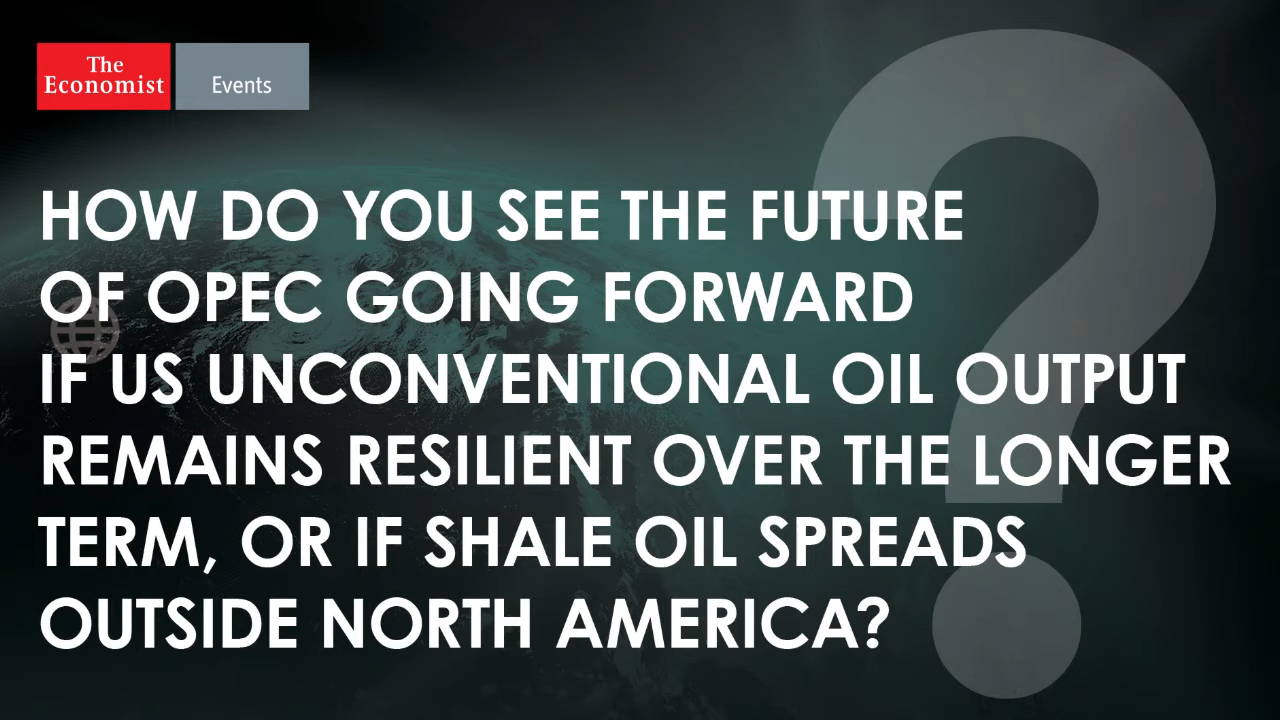 The
Economist
Events
HOW DO YOU SEE THE FUTURE
OF OPEC GOING FORWARD
IF US UNCONVENTIONAL OIL OUTPUT
REMAINS RESILIENT OVER THE LONGER
TERM, OR IF SHALE OIL SPREADS
OUTSIDE NORTH AMERICA?
?